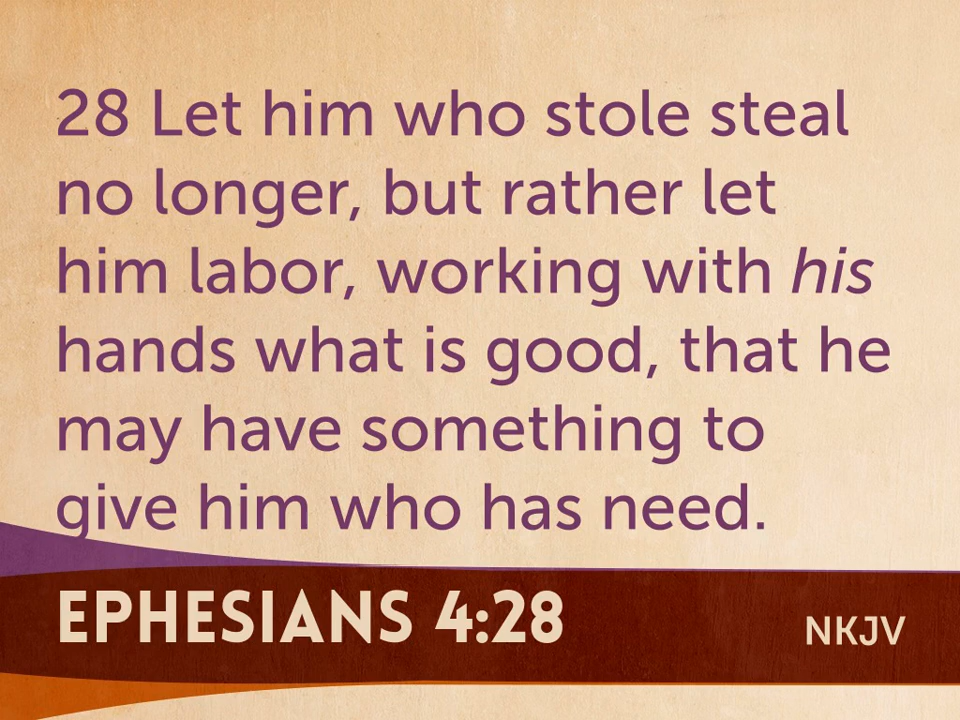 28 Let him who stole steal
no longer, but rather let
him labor, working with his
hands what is good, that he
may have something to
give him who has need.
EPHESIANS 4:28
NKJV